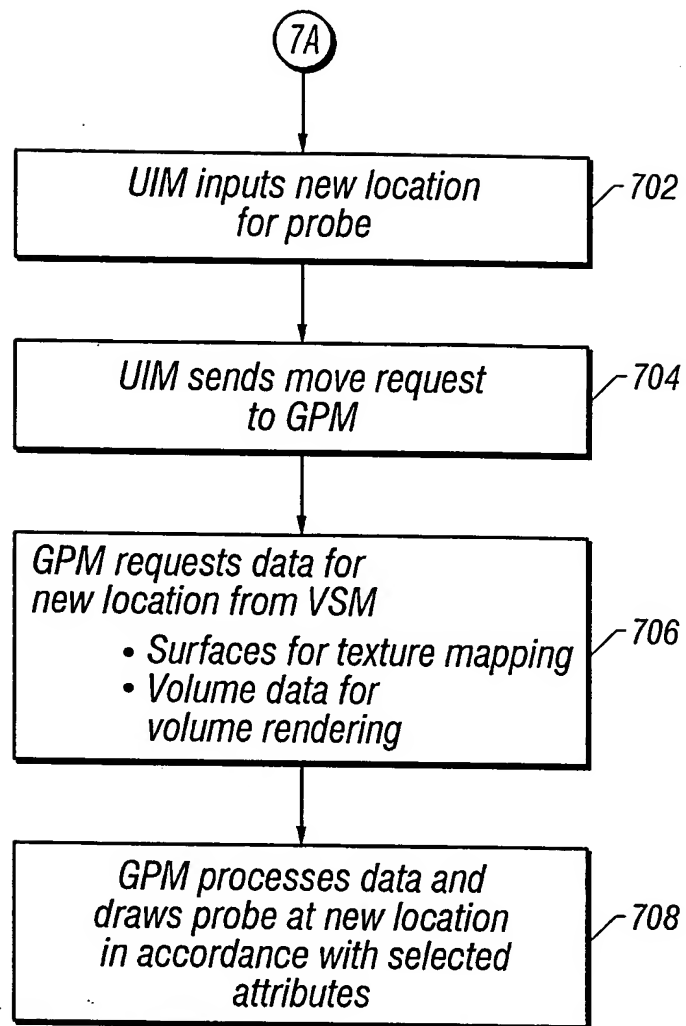 7A
UIM inputs new location
for probe
702
UIM sends move request
to GPM
704
GPM requests data for
new location from VSM
• Surfaces for texture mapping
• Volume data for
volume rendering
706
GPM processes data and
draws probe at new location
in accordance with selected
attributes
708